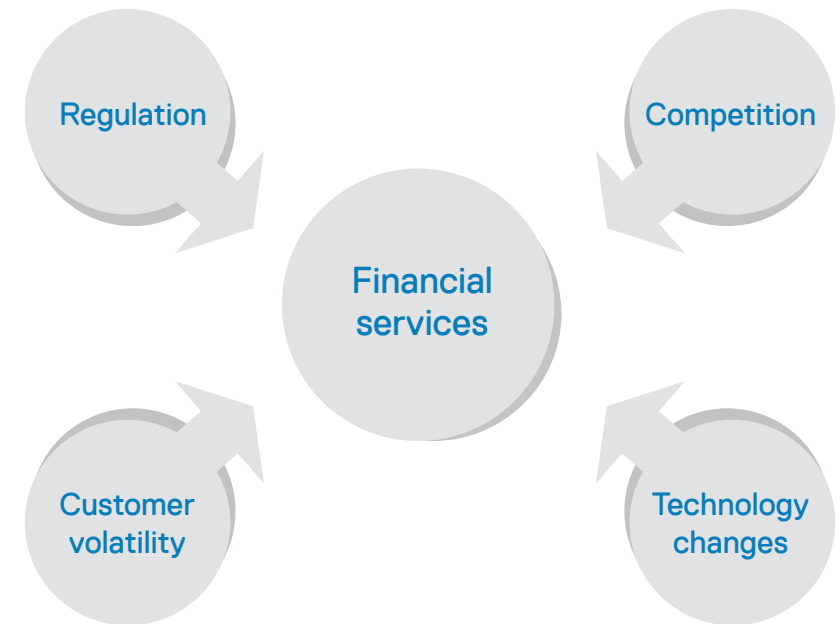 Regulation
Competition
Financial
services
Customer
volatility
Technology
changes